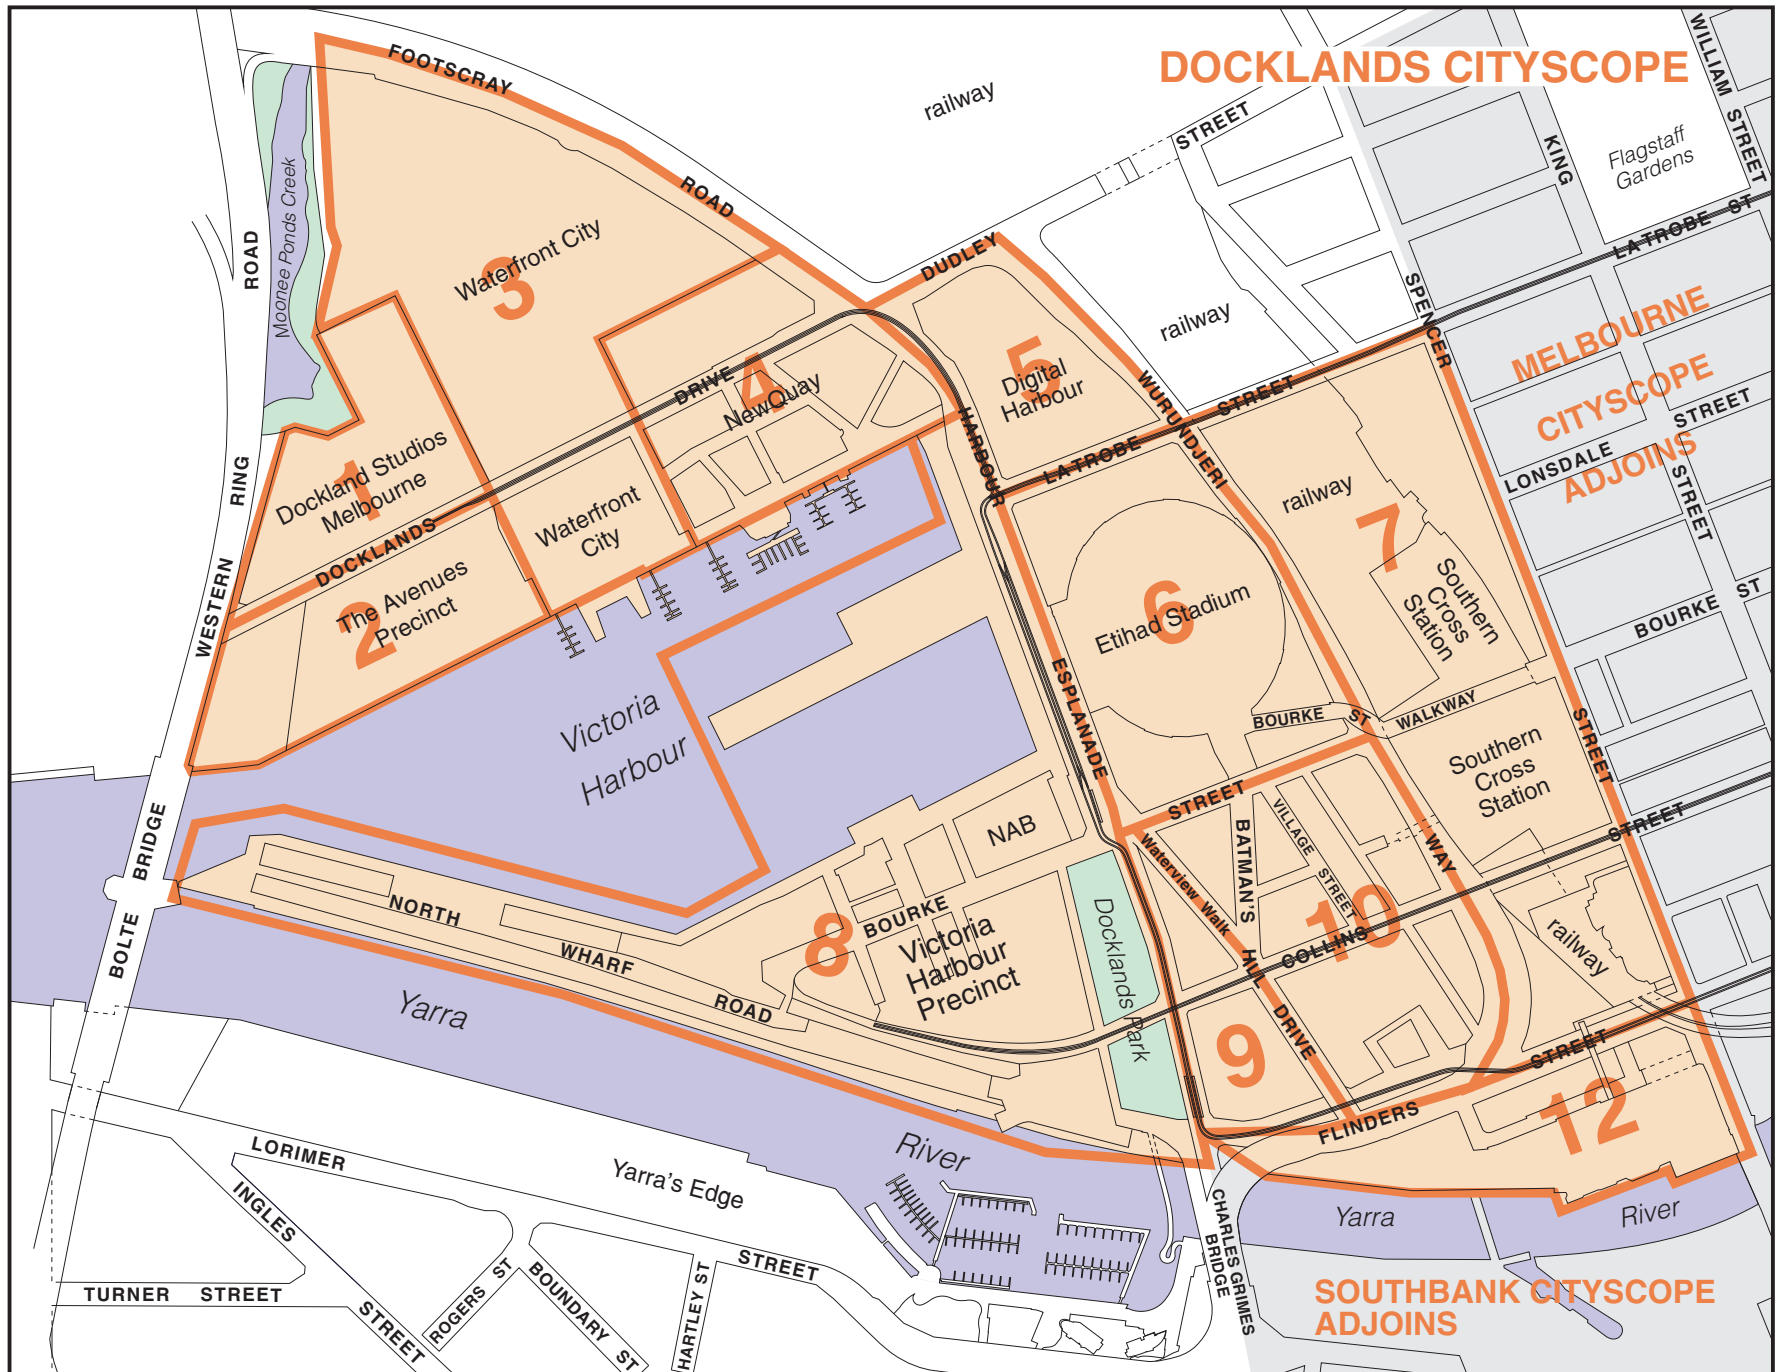 DOCKLANDS CITYSCOPE
FOOTSCRAY
ROAD
railway
STREET
WILLIAM STREET
KING
Flagstaff
Gardens
Moonee Ponds Creek
ROAD
Waterfront City
3
DUDLEY
LA TROBE ST
SPENCER
railway
MELBOURNE
CITYSCOPE
ADJOINS
4
DRIVE
NewQuay
5
Digital
Harbour
HARBOUR
WURUNDJERI
STREET
LA TROBE
LONSDALE
STREET
STREET
1
Dockland Studios
Melbourne
RING
DOCKLANDS
Waterfront
City
railway
7
Southern
Cross
Station
2
The Avenues
Precinct
WESTERN
6
Etihad Stadium
BOURKE ST
Victoria
Harbour
ESPLANADE
BOURKE ST
WALKWAY
Southern
Cross
Station
STREET
STREET
STREET
BRIDGE
BOLTE
NAB
Waterview Walk
BATMAN'S
VILLAGE STREET
WAY
NORTH
WHARF
ROAD
8
BOURKE
Victoria
Harbour
Precinct
Docklands Park
HILL
DRIVE
10
COLLINS
railway
Yarra
9
STREET
FLINDERS
12
River
LORIMER
Yarra's Edge
INGLES
STREET
ROGERS ST
BOUNDARY ST
HARTLEY ST
STREET
TURNER STREET
CHARLES GRIMES
BRIDGE
Yarra
River
SOUTHBANK CITYSCOPE
ADJOINS